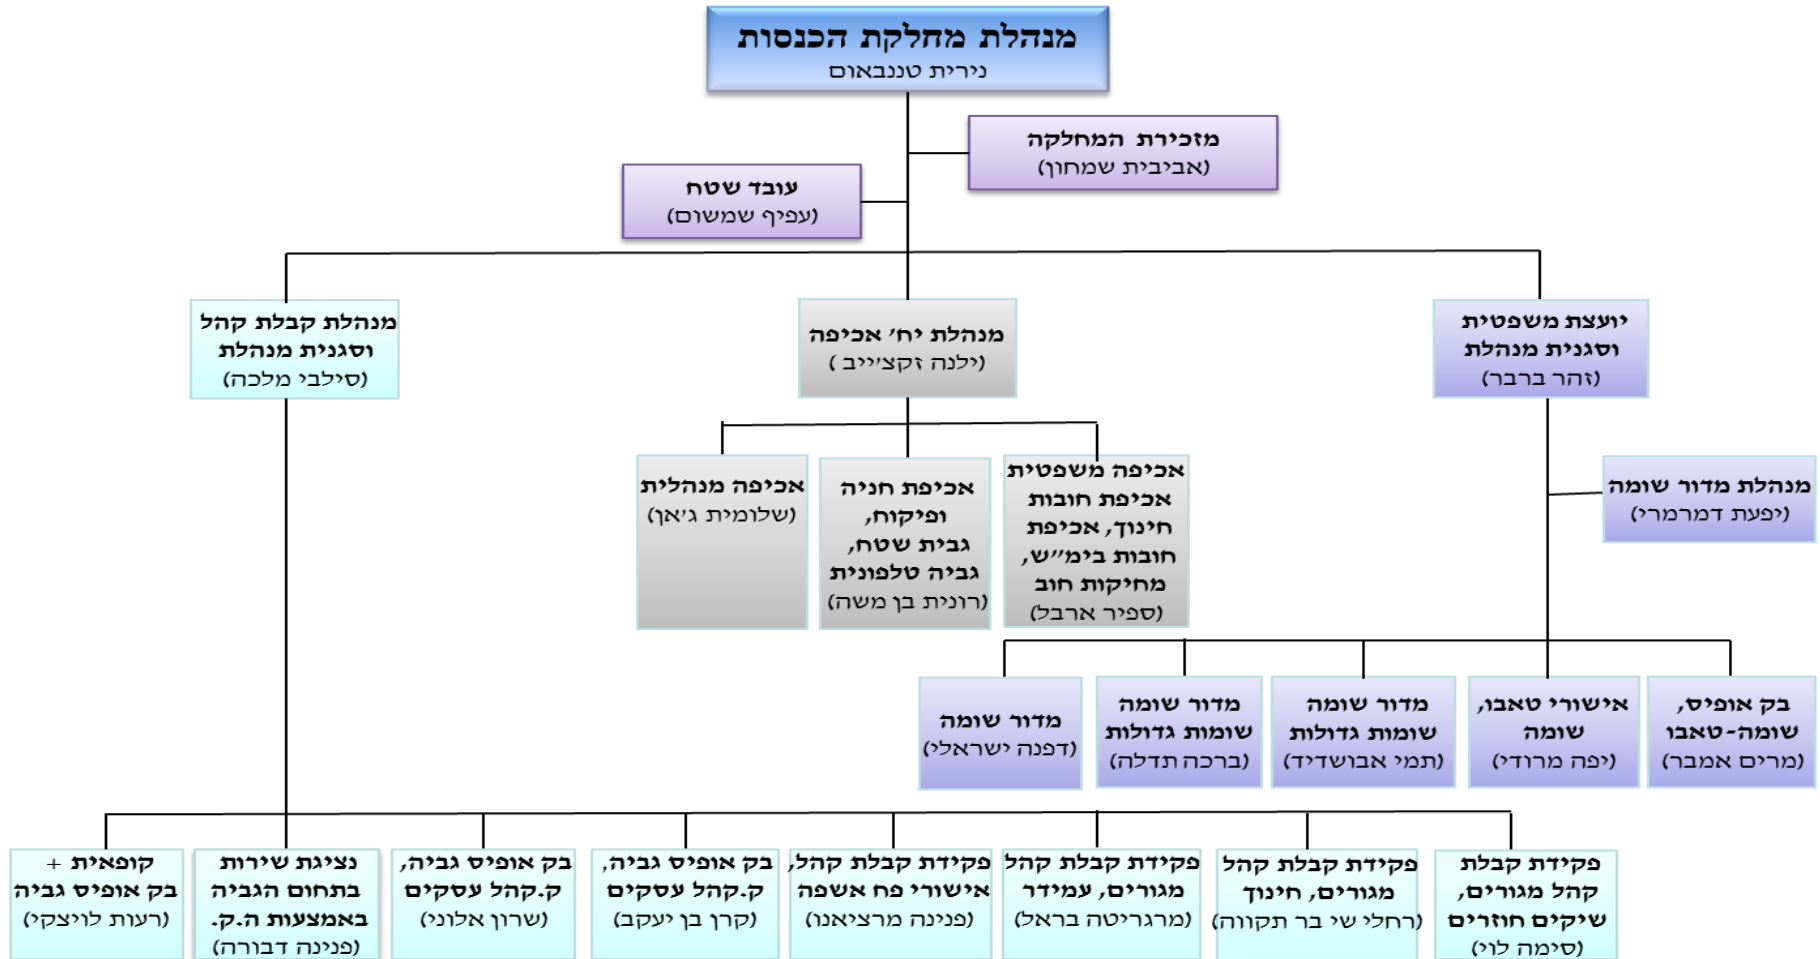 מנהלת מחלקת הכנסות
נירית טננבאום
מזכירת המחלקה
(אביבית שמחון)
עובד שטח
(עפיף שמשום)
יועצת משפטית
וסגנית מנהלת
(זהר ברבר)
מנהלת יח' אכיפה
(ילנה זקצ'ייב )
מנהלת קבלת קהל
וסגנית מנהלת
(סילבי מלכה)
מנהלת מדור שומה
(יפעת דמרמרי)
אכיפה משפטית
אכיפת חובות
חינוך, אכיפת
חובות בימ"ש,
מחיקות חוב
(ספיר ארבל)
אכיפת חניה
ופיקוח,
גבית שטח,
גביה טלפונית
(רונית בן משה)
אכיפה מנהלית
(שלומית ג'אן)
בק אופיס,
שומה-טאבו
(מרים אמבר)
אישורי טאבו,
שומה
(יפה מרודי)
מדור שומה
שומות גדולות
(תמי אבושדיד)
מדור שומה
שומות גדולות
(ברכה תדלה)
מדור שומה
(דפנה ישראלי)
פקידת קבלת
קהל מגורים,
שיקים חוזרים
(סימה לוי)
פקידת קבלת קהל
מגורים, חינוך
(רחלי שי בר תקווה)
פקידת קבלת קהל
מגורים, עמידר
(מרגריטה בראל)
פקידת קבלת קהל,
אישורי פח אשפה
(פנינה מרציאנו)
בק אופיס גביה,
ק.קהל עסקים
(קרן בן יעקב)
בק אופיס גביה,
ק.קהל עסקים
(שרון אלוני)
נציגת שירות
בתחום הגביה
באמצעות ה.ק.
(פנינה דבורה)
קופאית +
בק אופיס גביה
(רעות לויצקי)